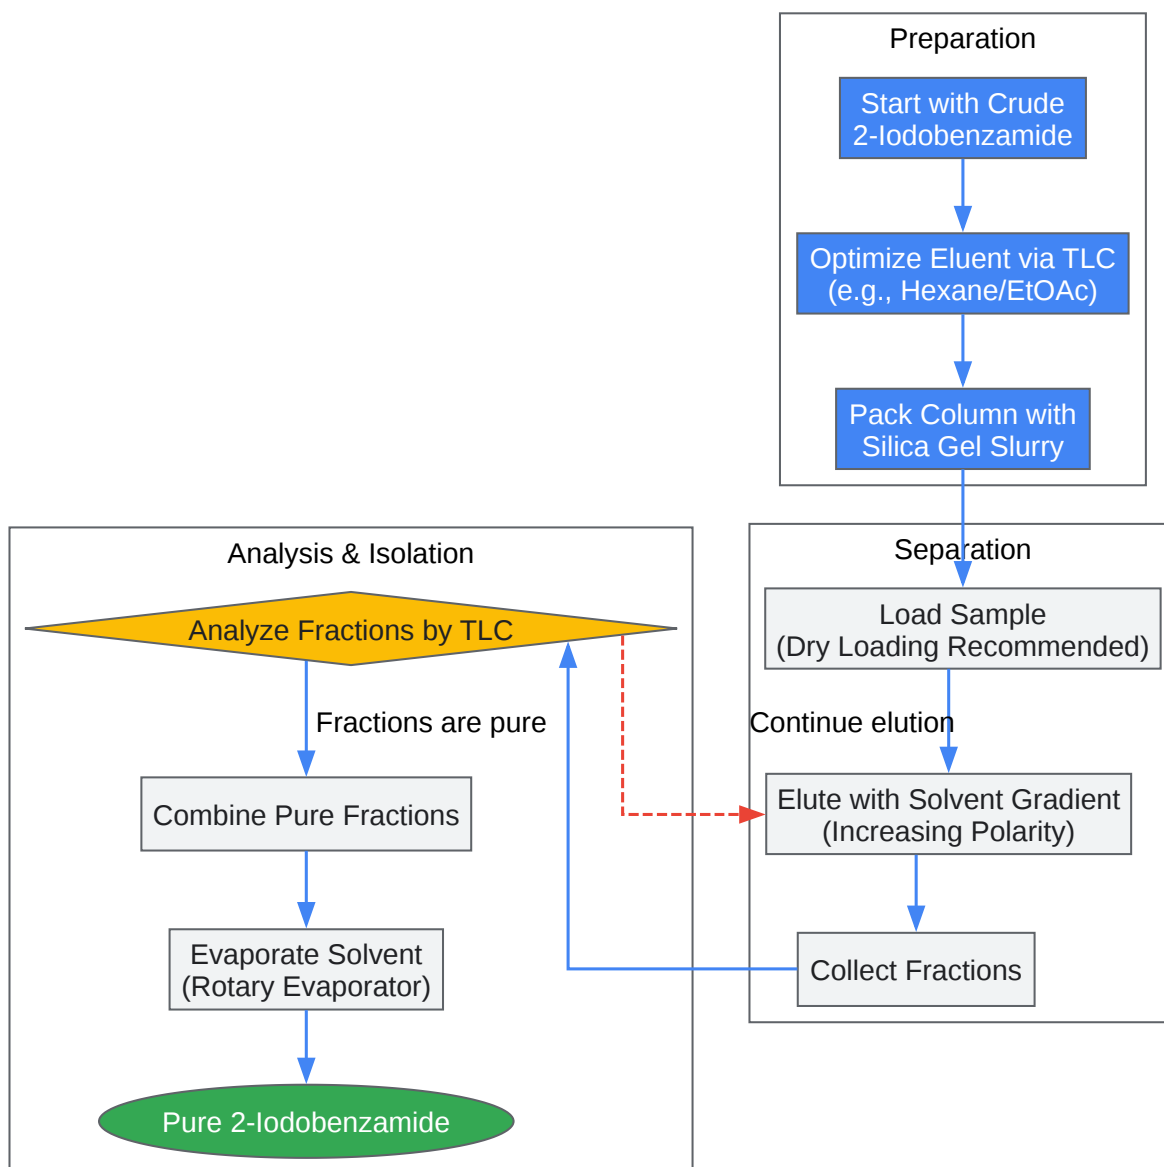 Preparation
Start with Crude
2-Iodobenzamide
Optimize Eluent via TLC
(e.g., Hexane/EtOAc)
Pack Column with
Silica Gel Slurry
Separation
Load Sample
(Dry Loading Recommended)
Continue elution
Elute with Solvent Gradient
(Increasing Polarity)
Collect Fractions
Analysis & Isolation
Analyze Fractions by TLC
Fractions are pure
Combine Pure Fractions
Evaporate Solvent
(Rotary Evaporator)
Pure 2-Iodobenzamide